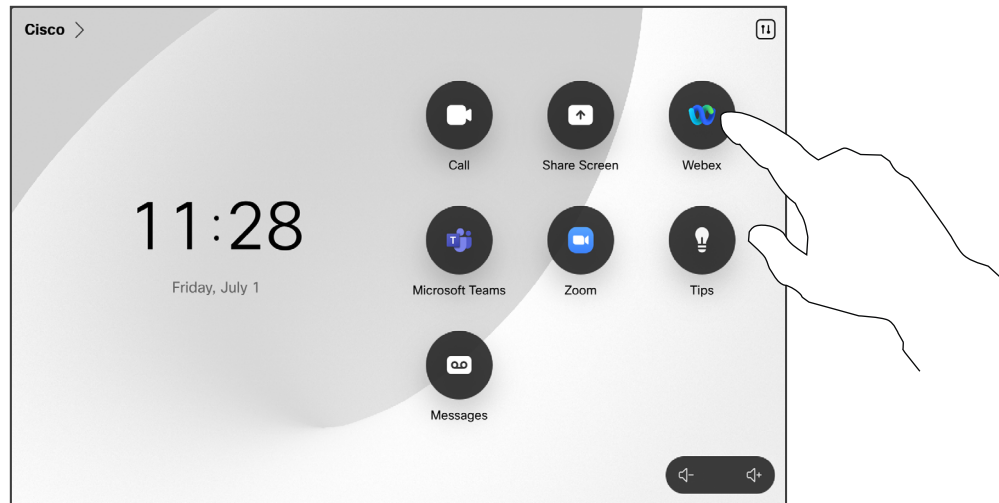 Cisco
Call
Share Screen
Webex
11:28
Friday, July 1
Microsoft Teams
Zoom
Tips
Messages